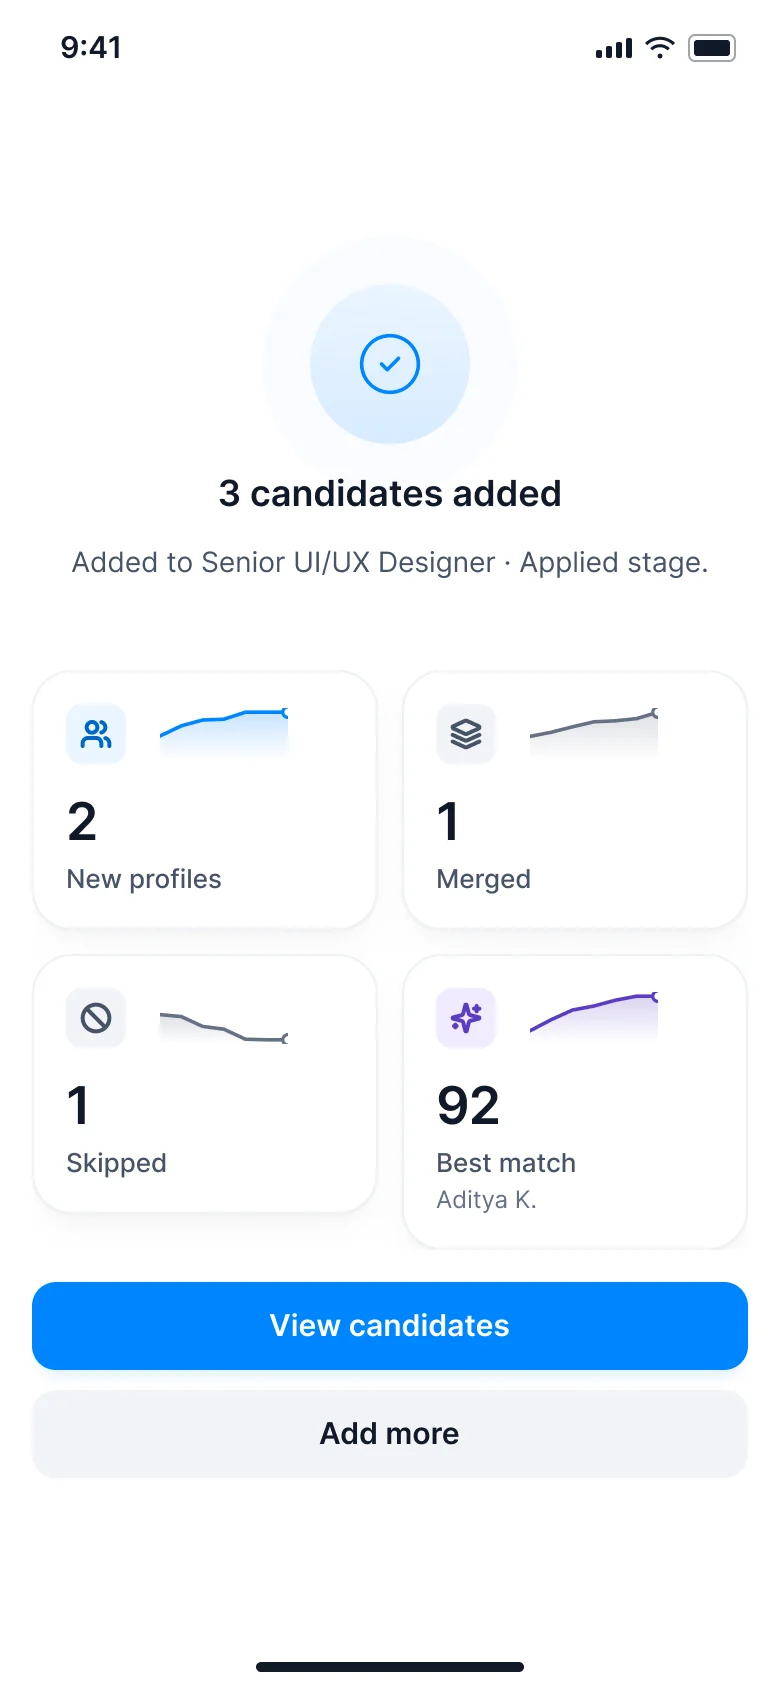 9:41
3 candidates added
Added to Senior UI/UX Designer · Applied stage.
2
New profiles
1
Merged
1
Skipped
92
Best match
Aditya K.
View candidates
Add more